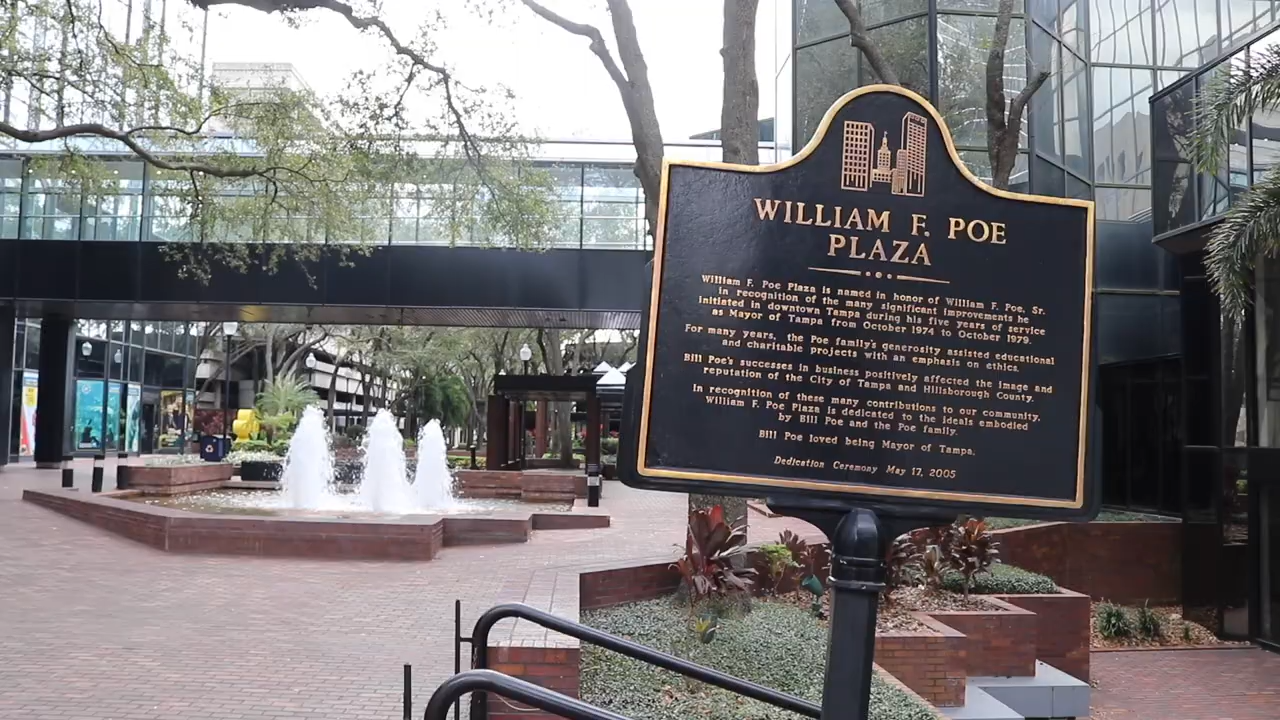 WILLIAM F. POE
PLAZA
William F. Poe Plaza is named in honor of William F. Poe, Sr.
in recognition of the many significant improvements he
initiated in downtown Tampa during his five years of service
as Mayor of Tampa from October 1974 to October 1979.
For many years, the Poe family's generosity assisted educational
and charitable projects with an emphasis on ethics.
Bill Poe's successes in business positively affected the image and
reputation of the City of Tampa and Hillsborough County.
In recognition of these many contributions to our community,
William F. Poe Plaza is dedicated to the ideals embodied
by Bill Poe and the Poe family.
Bill Poe loved being Mayor of Tampa.
Dedication Ceremony May 17, 2005